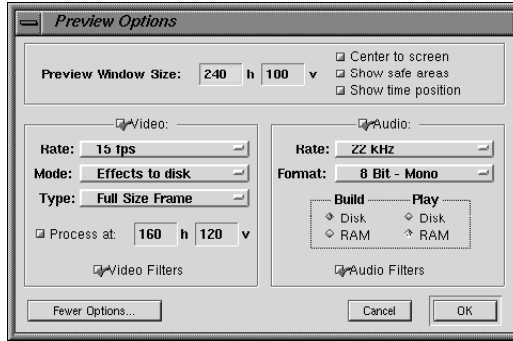 Preview Options
Preview Window Size: 240 h 100 v
Center to screen
Show safe areas
Show time position
Video:
Rate: 15 fps
Mode: Effects to disk
Type: Full Size Frame
Process at: 160 h 120 v
Video Filters
Audio:
Rate: 22 kHz
Format: 8 Bit - Mono
Build Play
Disk Disk
RAM RAM
Audio Filters
Fewer Options... Cancel OK